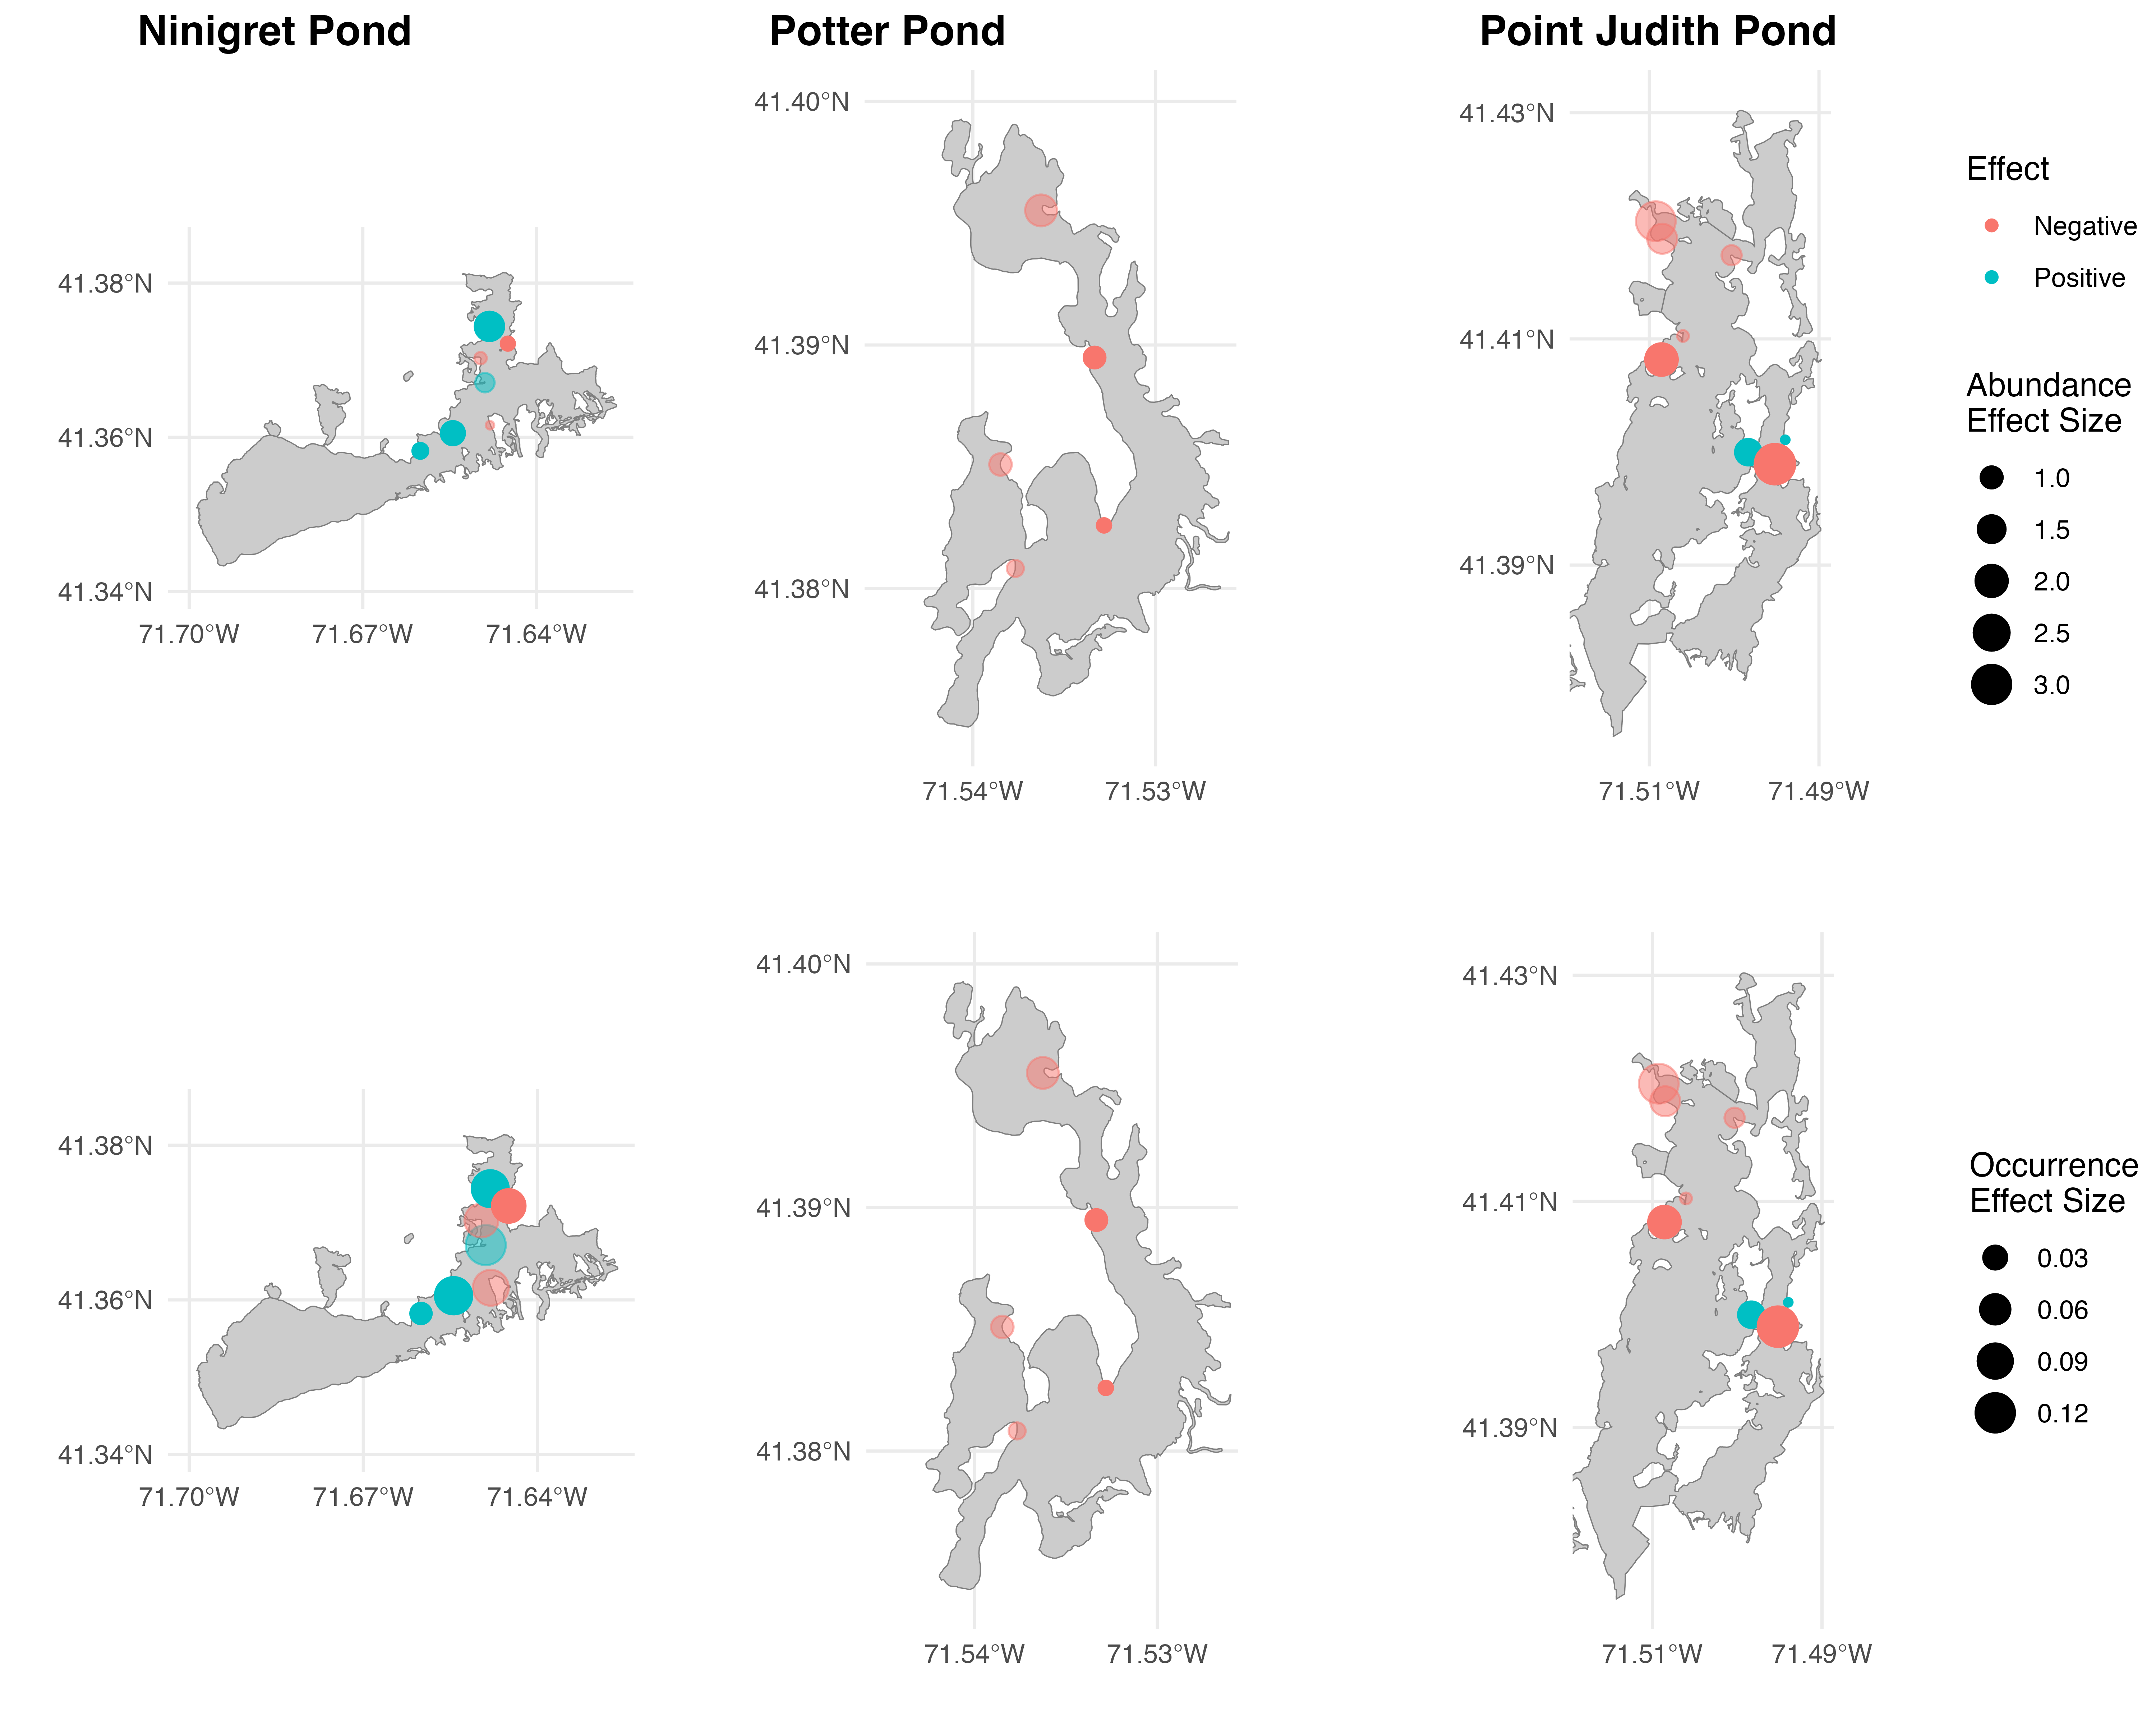 Ninigret Pond
Potter Pond
Point Judith Pond
41.38°N
41.36°N
41.34°N
71.70°W
71.67°W
71.64°W
41.40°N
41.39°N
41.38°N
71.54°W
71.53°W
41.43°N
41.41°N
41.39°N
71.51°W
71.49°W
Effect
Negative
Positive
Abundance
Effect Size
1.0
1.5
2.0
2.5
3.0
41.38°N
41.36°N
41.34°N
71.70°W
71.67°W
71.64°W
41.40°N
41.39°N
41.38°N
71.54°W
71.53°W
41.43°N
41.41°N
41.39°N
71.51°W
71.49°W
Occurrence
Effect Size
0.03
0.06
0.09
0.12